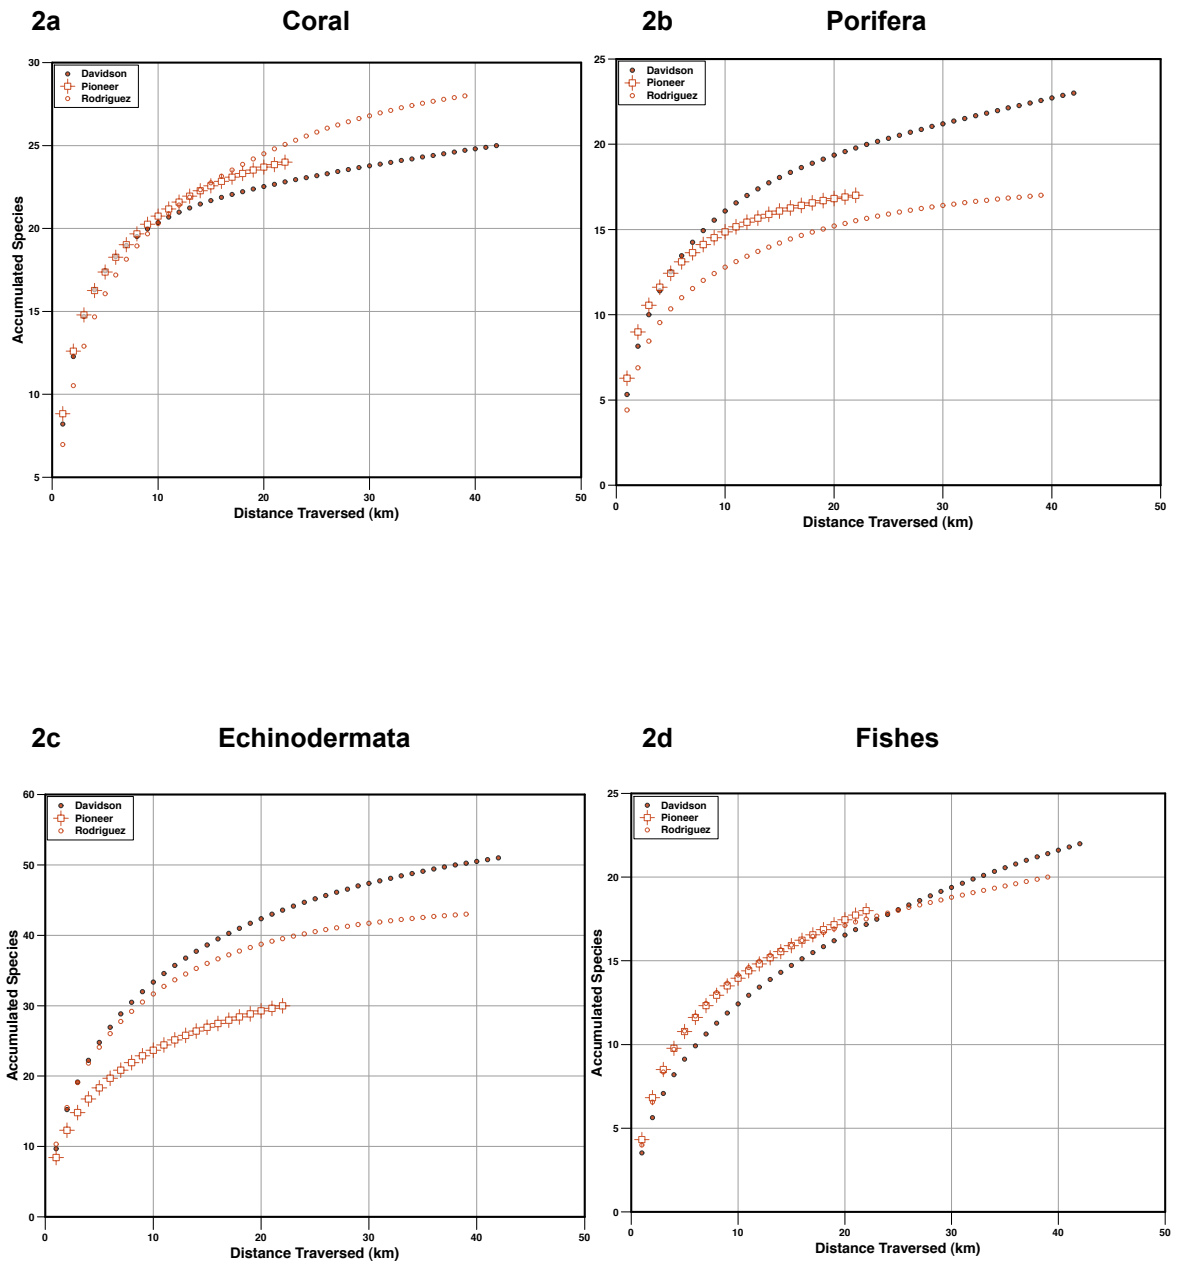 2a Coral
30
25
20
15
10
5
0 10 20 30 40 50
Accumulated Species
Distance Traversed (km)
Davidson
Pioneer
Rodriguez
2b Porifera
25
20
15
10
5
0
0 10 20 30 40 50
Distance Traversed (km)
Davidson
Pioneer
Rodriguez
2c Echinodermata
60
50
40
30
20
10
0
0 10 20 30 40 50
Accumulated Species
Distance Traversed (km)
Davidson
Pioneer
Rodriguez
2d Fishes
25
20
15
10
5
0
0 10 20 30 40 50
Accumulated Species
Distance Traversed (km)
Davidson
Pioneer
Rodriguez